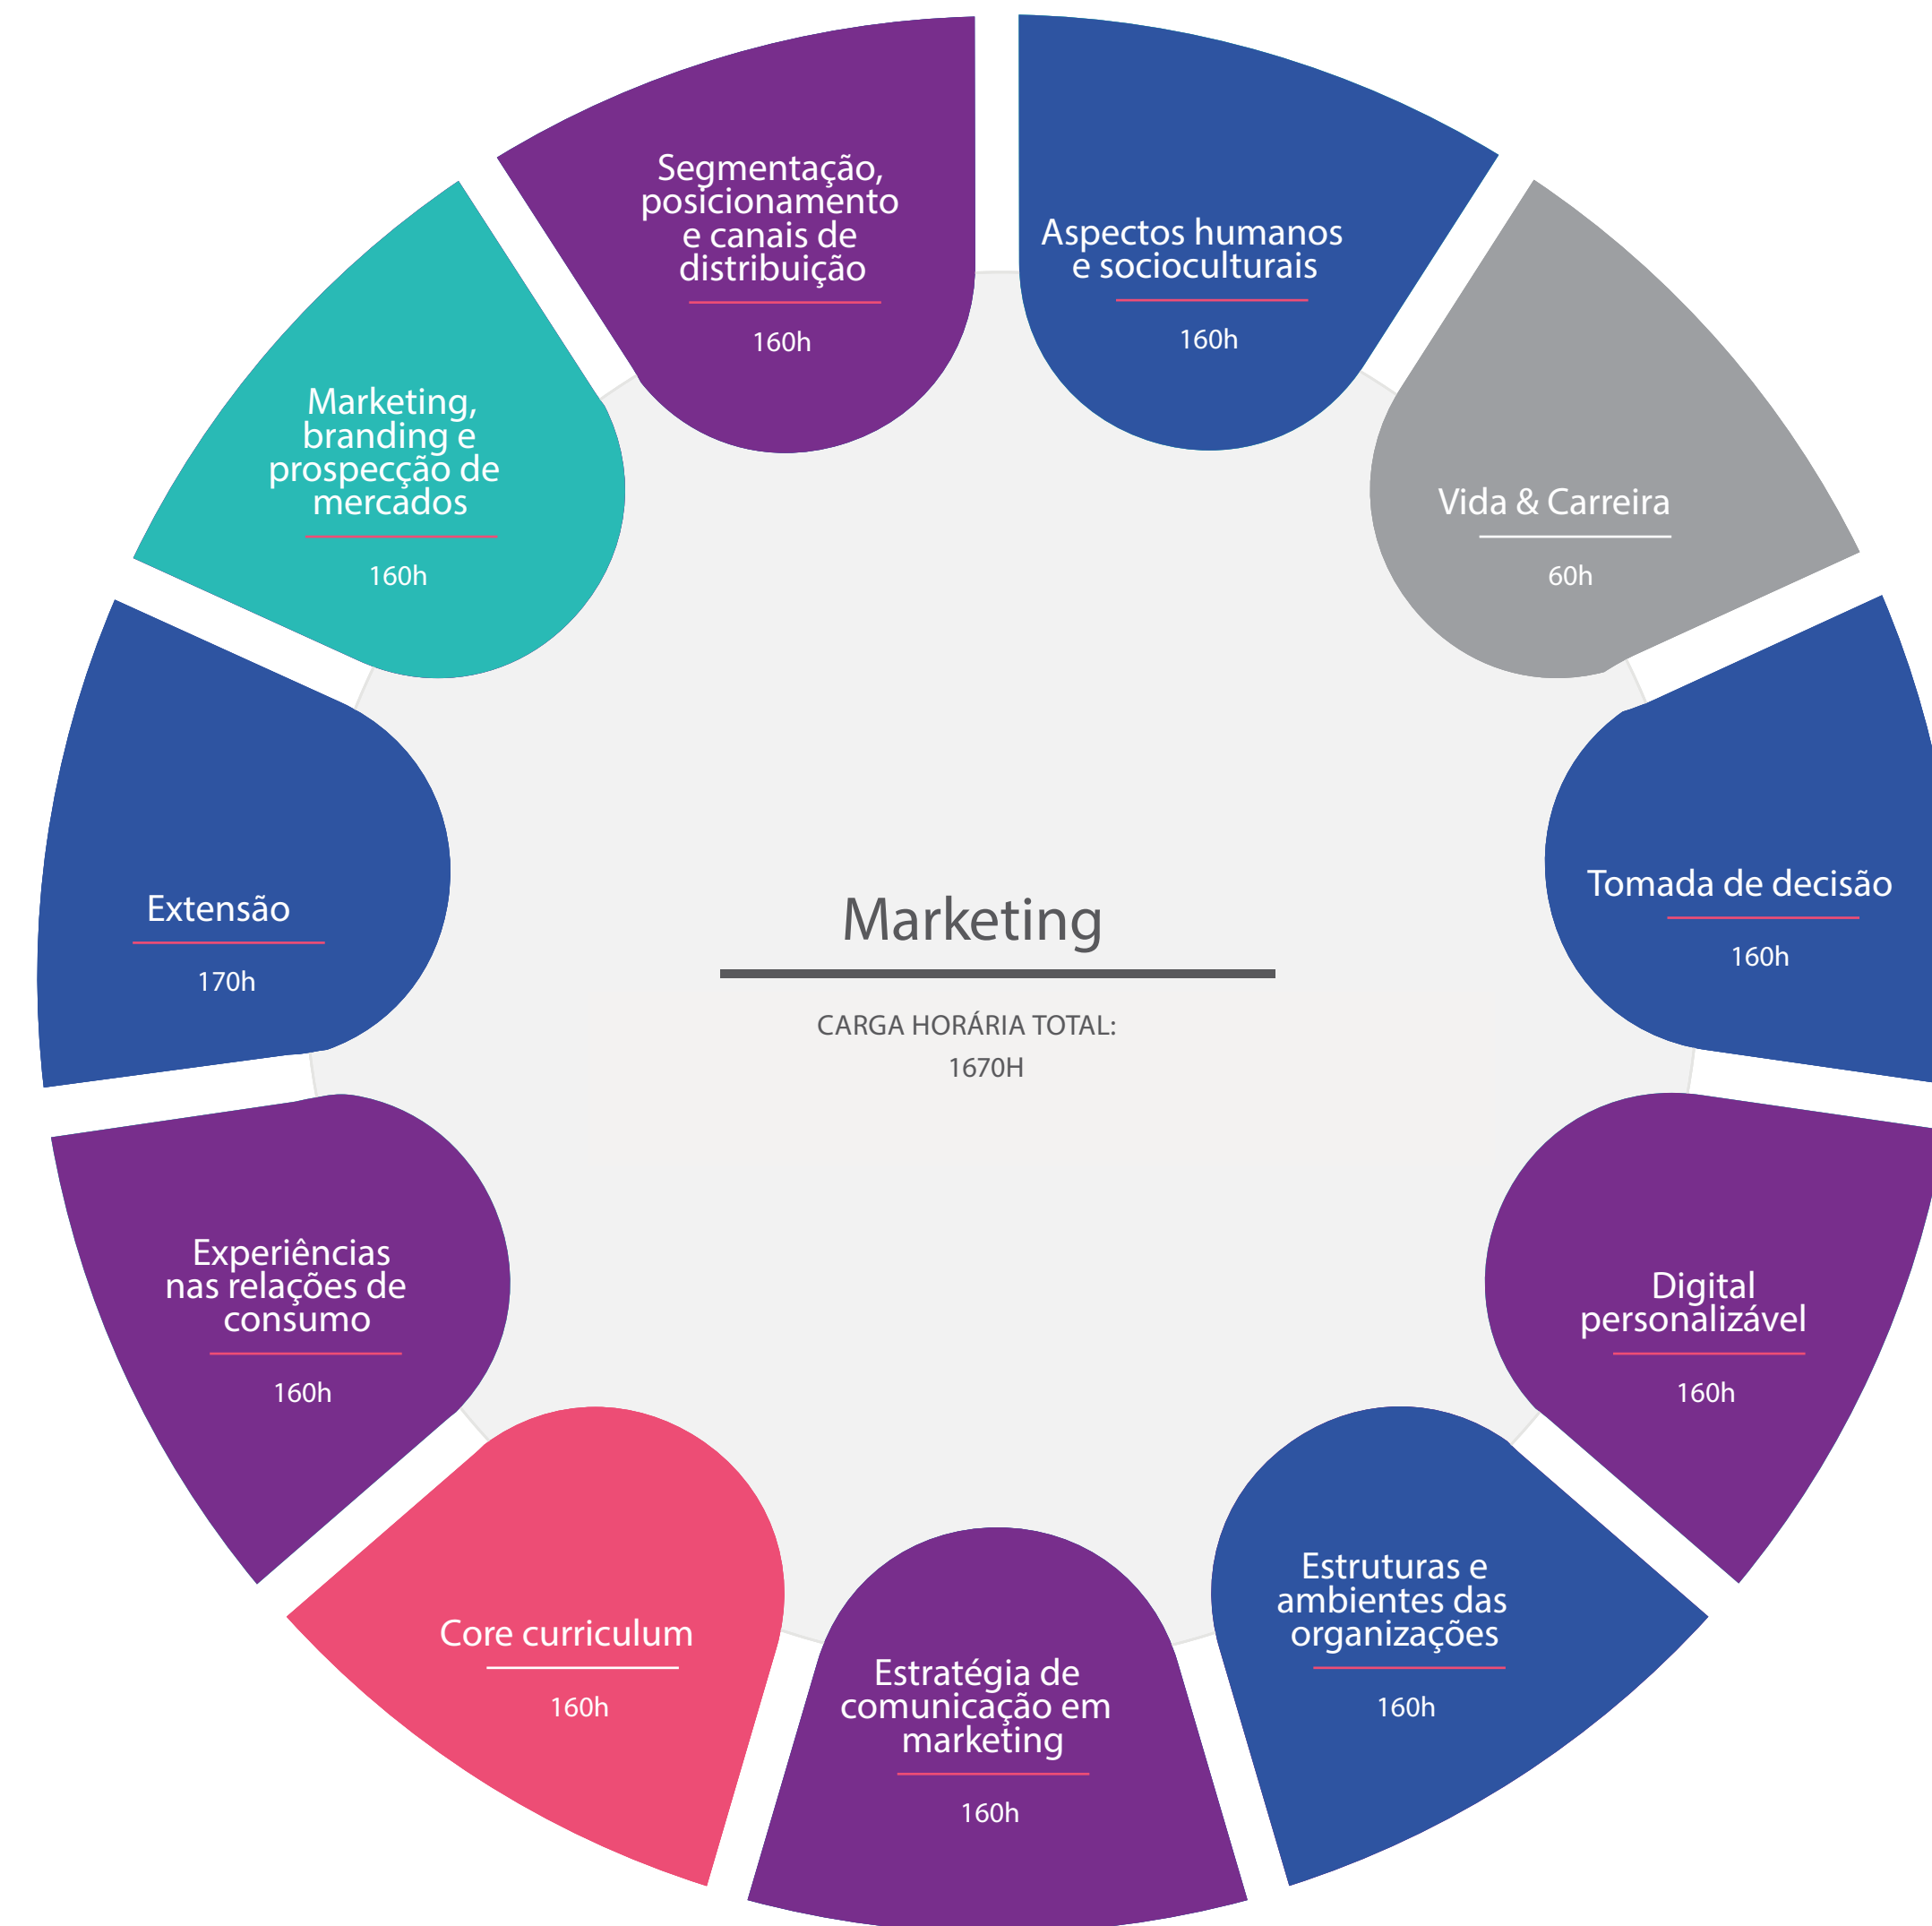 Segmentação,
posicionamento
e canais de
distribuição
160h
Aspectos humanos
e socioculturais
160h
Vida & Carreira
60h
Tomada de decisão
160h
Digital
personalizável
160h
Estruturas e
ambientes das
organizações
160h
Estratégia de
comunicação em
marketing
160h
Core curriculum
160h
Experiências
nas relações de
consumo
160h
Extensão
170h
Marketing,
branding e
prospecção de
mercados
160h
Marketing
CARGA HORÁRIA TOTAL:
1670H